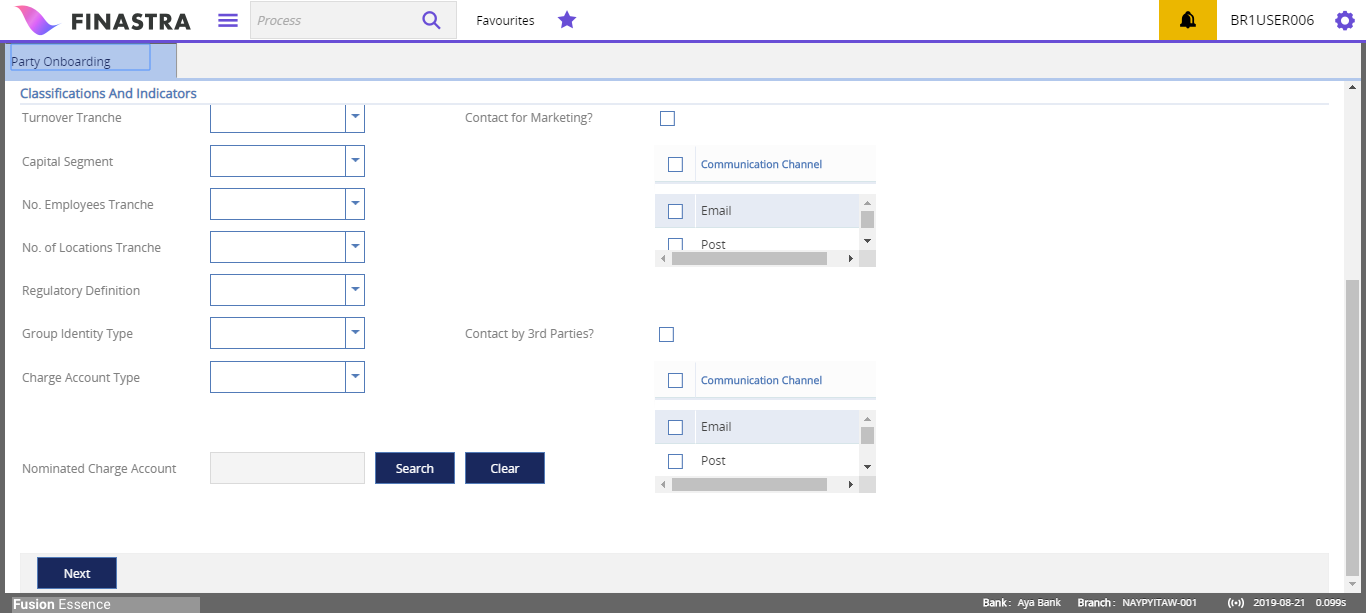 FINASTRA
Process
Favourites
BR1USER006
Party Onboarding
Classifications And Indicators
Turnover Tranche
Contact for Marketing?
Capital Segment
Communication Channel
No. Employees Tranche
Email
No. of Locations Tranche
Post
Regulatory Definition
Group Identity Type
Contact by 3rd Parties?
Charge Account Type
Communication Channel
Email
Post
Nominated Charge Account
Search
Clear
Next
Fusion Essence
Bank : Aya Bank Branch : NAYPYITAW-001 2019-08-21 0.099s